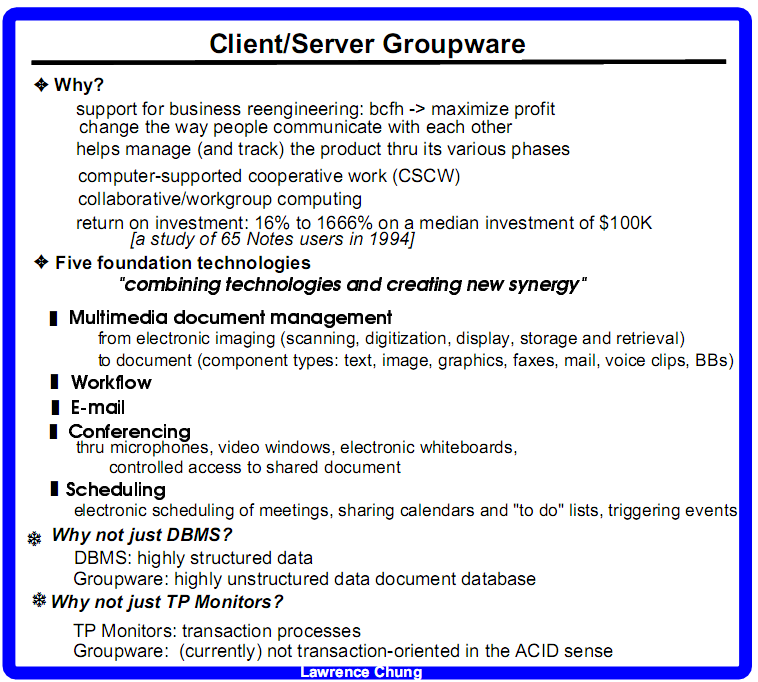 Client/Server Groupware
Why?
support for business reengineering: bcfh -> maximize profit
change the way people communicate with each other
helps manage (and track) the product thru its various phases
computer-supported cooperative work (CSCW)
collaborative/workgroup computing
return on investment: 16% to 1666% on a median investment of $100K
[a study of 65 Notes users in 1994]
Five foundation technologies
"combining technologies and creating new synergy"
Multimedia document management
from electronic imaging (scanning, digitization, display, storage and retrieval)
to document (component types: text, image, graphics, faxes, mail, voice clips, BBs)
Workflow
E-mail
Conferencing
thru microphones, video windows, electronic whiteboards,
controlled access to shared document
Scheduling
electronic scheduling of meetings, sharing calendars and "to do" lists, triggering events
Why not just DBMS?
DBMS: highly structured data
Groupware: highly unstructured data document database
Why not just TP Monitors?
TP Monitors: transaction processes
Groupware: (currently) not transaction-oriented in the ACID sense
Lawrence Chung